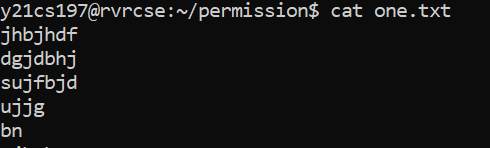 y21cs197@rvrcse:~/permission$ cat one.txt
jhbjhdf
dgjdbhj
sujfbjd
ujjg
bn